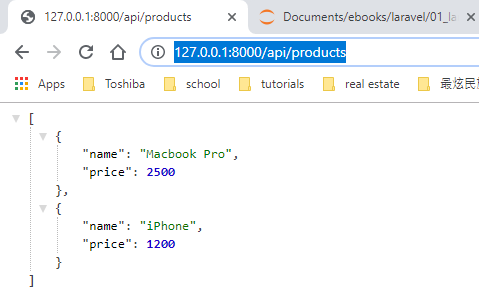 127.0.0.1:8000/api/products
Documents/ebooks/laravel/01_la
127.0.0.1:8000/api/products
Apps
Toshiba
school
tutorials
real estate
最炫民族
[
{
"name": "Macbook Pro",
"price": 2500
},
{
"name": "iPhone",
"price": 1200
}
]